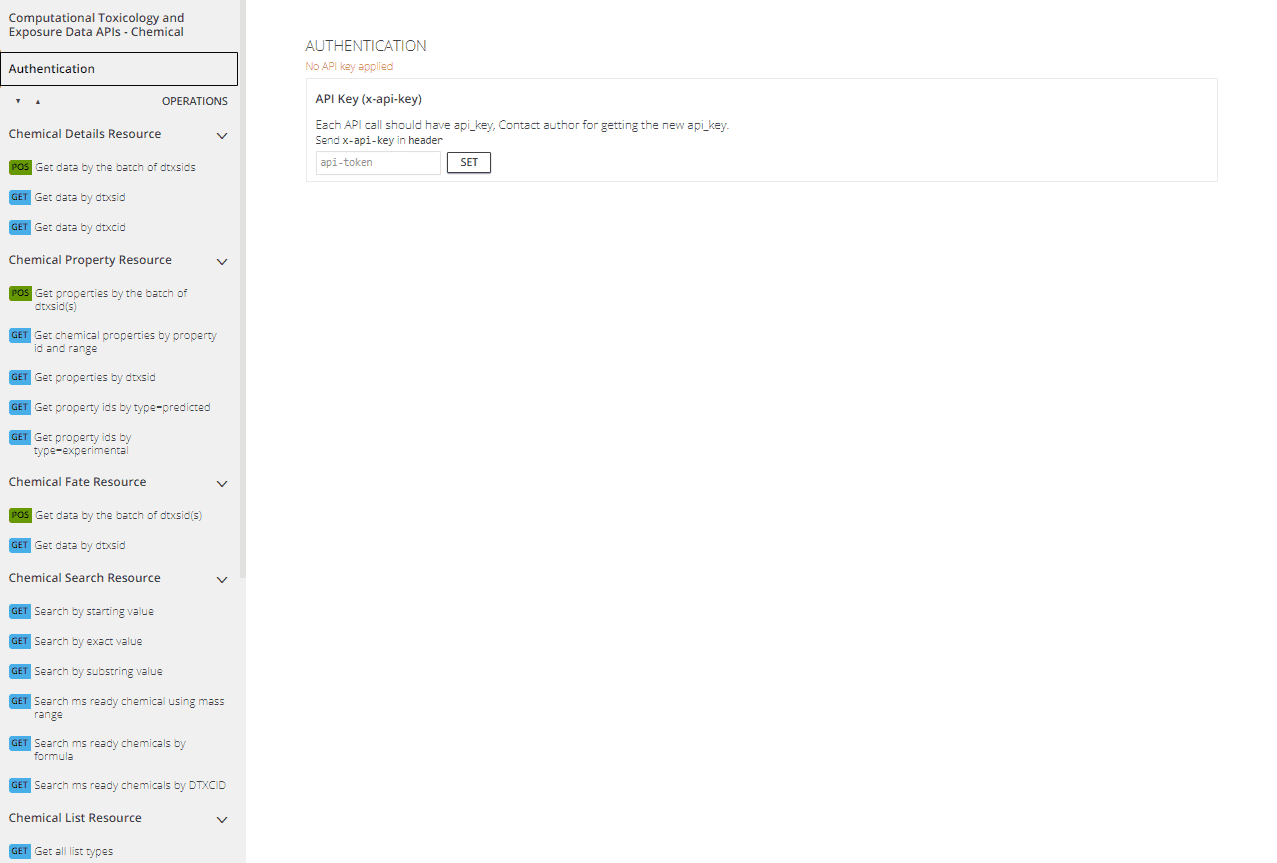 Computational Toxicology and
Exposure Data APIs - Chemical
Authentication
▼ ▲ OPERATIONS
Chemical Details Resource
POS Get data by the batch of dtxsids
GET Get data by dtxsid
GET Get data by dtxcid
Chemical Property Resource
POS Get properties by the batch of
dtxsid(s)
GET Get chemical properties by property
id and range
GET Get properties by dtxsid
GET Get property ids by type=predicted
GET Get property ids by
type=experimental
Chemical Fate Resource
POS Get data by the batch of dtxsid(s)
GET Get data by dtxsid
Chemical Search Resource
GET Search by starting value
GET Search by exact value
GET Search by substring value
GET Search ms ready chemical using mass
range
GET Search ms ready chemicals by
formula
GET Search ms ready chemicals by DTXCID
Chemical List Resource
GET Get all list types
AUTHENTICATION
No API key applied
API Key (x-api-key)
Each API call should have api_key, Contact author for getting the new api_key.
Send x-api-key in header
api-token SET